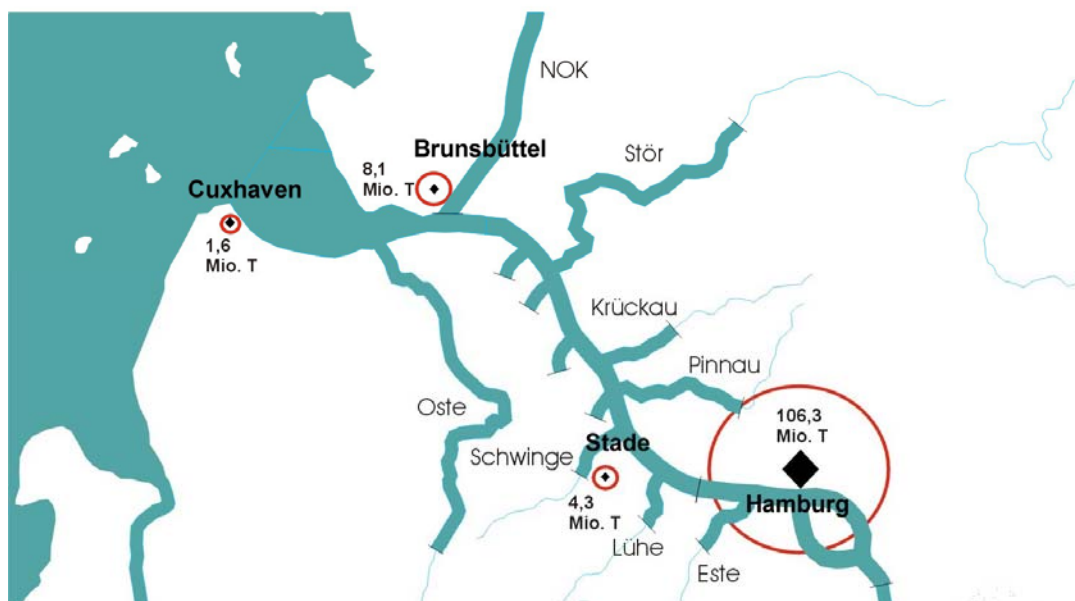 NOK
Brunsbüttel
Stör
8,1
Mio. T
Cuxhaven
1,6
Mio. T
Krückau
Pinnau
Oste
106,3
Mio. T
Stade
Schwinge
4,3
Mio. T
Hamburg
Lühe
Este